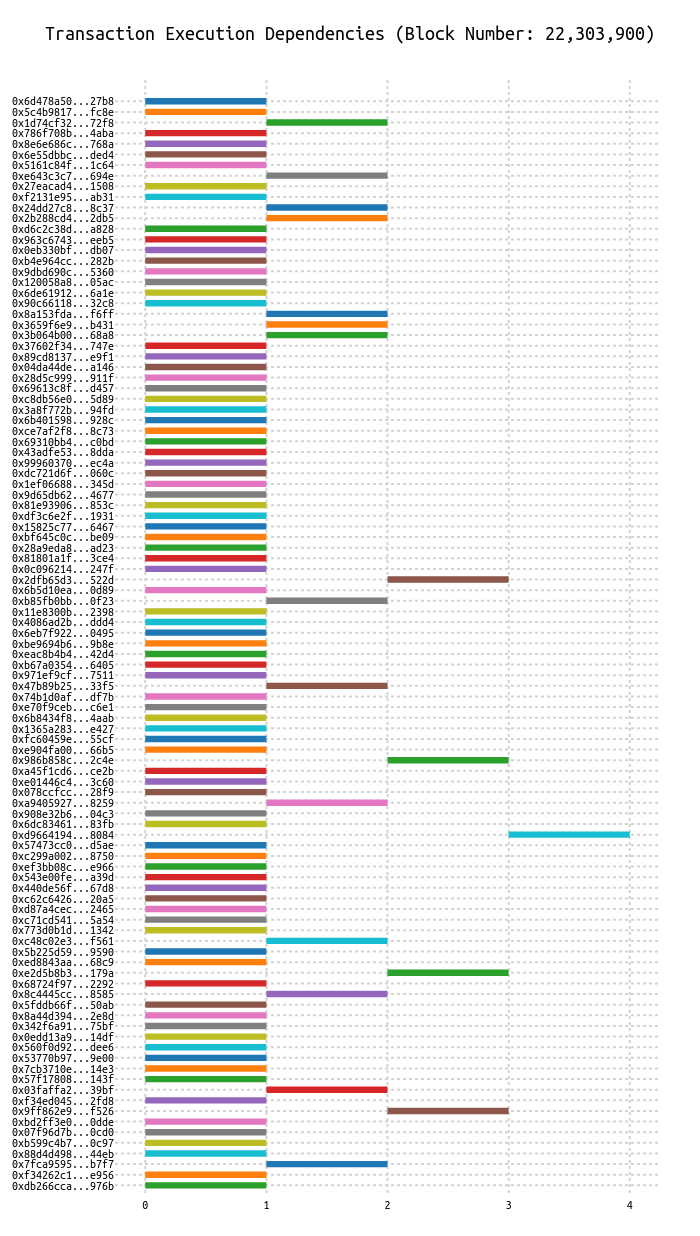 Transaction Execution Dependencies (Block Number: 22,303,900)
0x6d478a50...27b8
0x5c4b9817...fc8e
0x1d74cf32...72f8
0x786f708b...4aba
0x8e6e686c...768a
0x6e55dbbc...ded4
0x5161c84f...1c64
0xe643c3c7...694e
0x27eacad4...1508
0xf2131e95...ab31
0x24dd27c8...8c37
0x2b288cd4...2db5
0xd6c2c38d...a828
0x963c6743...eeb5
0x0eb330bf...db07
0xb4e964cc...282b
0x9dbd690c...5360
0x120058a8...05ac
0x6de61912...6a1e
0x90c66118...32c8
0x8a153fda...f6ff
0x3659f6e9...b431
0x3b064b00...68a8
0x37602f34...747e
0x89cd8137...e9f1
0x04da44de...a146
0x28d5c999...911f
0x69613c8f...d457
0xc8db56e0...5d89
0x3a8f772b...94fd
0x6b401598...928c
0xce7af2f8...8c73
0x69310bb4...c0bd
0x43adfe53...8dda
0x99960370...ec4a
0xdc721d6f...060c
0x1ef06688...345d
0x9d65db62...4677
0x81e93906...853c
0xdf3c6e2f...1931
0x15825c77...6467
0xbf645c0c...be09
0x28a9eda8...ad23
0x81801a1f...3ce4
0x0c096214...247f
0x2dfb65d3...522d
0x6b5d10ea...0d89
0xb85fb0bb...0f23
0x11e8300b...2398
0x4086ad2b...ddd4
0x6eb7f922...0495
0xbe9694b6...9b8e
0xeac8b4b4...42d4
0xb67a0354...6405
0x971ef9cf...7511
0x47b89b25...33f5
0x74b1d0af...df7b
0xe70f9ceb...c6e1
0x6b8434f8...4aab
0x1365a283...e427
0xfc60459e...55cf
0xe904fa00...66b5
0x986b858c...2c4e
0xa45f1cd6...ce2b
0xe01446c4...3c60
0x078ccfcc...28f9
0xa9405927...8259
0x908e32b6...04c3
0x6dc83461...83fb
0xd9664194...8084
0x57473cc0...d5ae
0xc299a002...8750
0xef3bb08c...e966
0x543e00fe...a39d
0x440de56f...67d8
0xc62c6426...20a5
0xd87a4cec...2465
0xc71cd541...5a54
0x773d0b1d...1342
0xc48c02e3...f561
0x5b225d59...9590
0xed8843aa...68c9
0xe2d5b8b3...179a
0x68724f97...2292
0x8c4445cc...8585
0x5fddb66f...50ab
0x8a44d394...2e8d
0x342f6a91...75bf
0x0edd13a9...14df
0x560f0d92...dee6
0x53770b97...9e00
0x7cb3710e...14e3
0x57f17808...143f
0x03faffa2...39bf
0xf34ed045...2fd8
0x9ff862e9...f526
0xbd2ff3e0...0dde
0x07f96d7b...0cd0
0xb599c4b7...0c97
0x88d4d498...44eb
0x7fca9595...b7f7
0xf34262c1...e956
0xdb266cca...976b
0 1 2 3 4